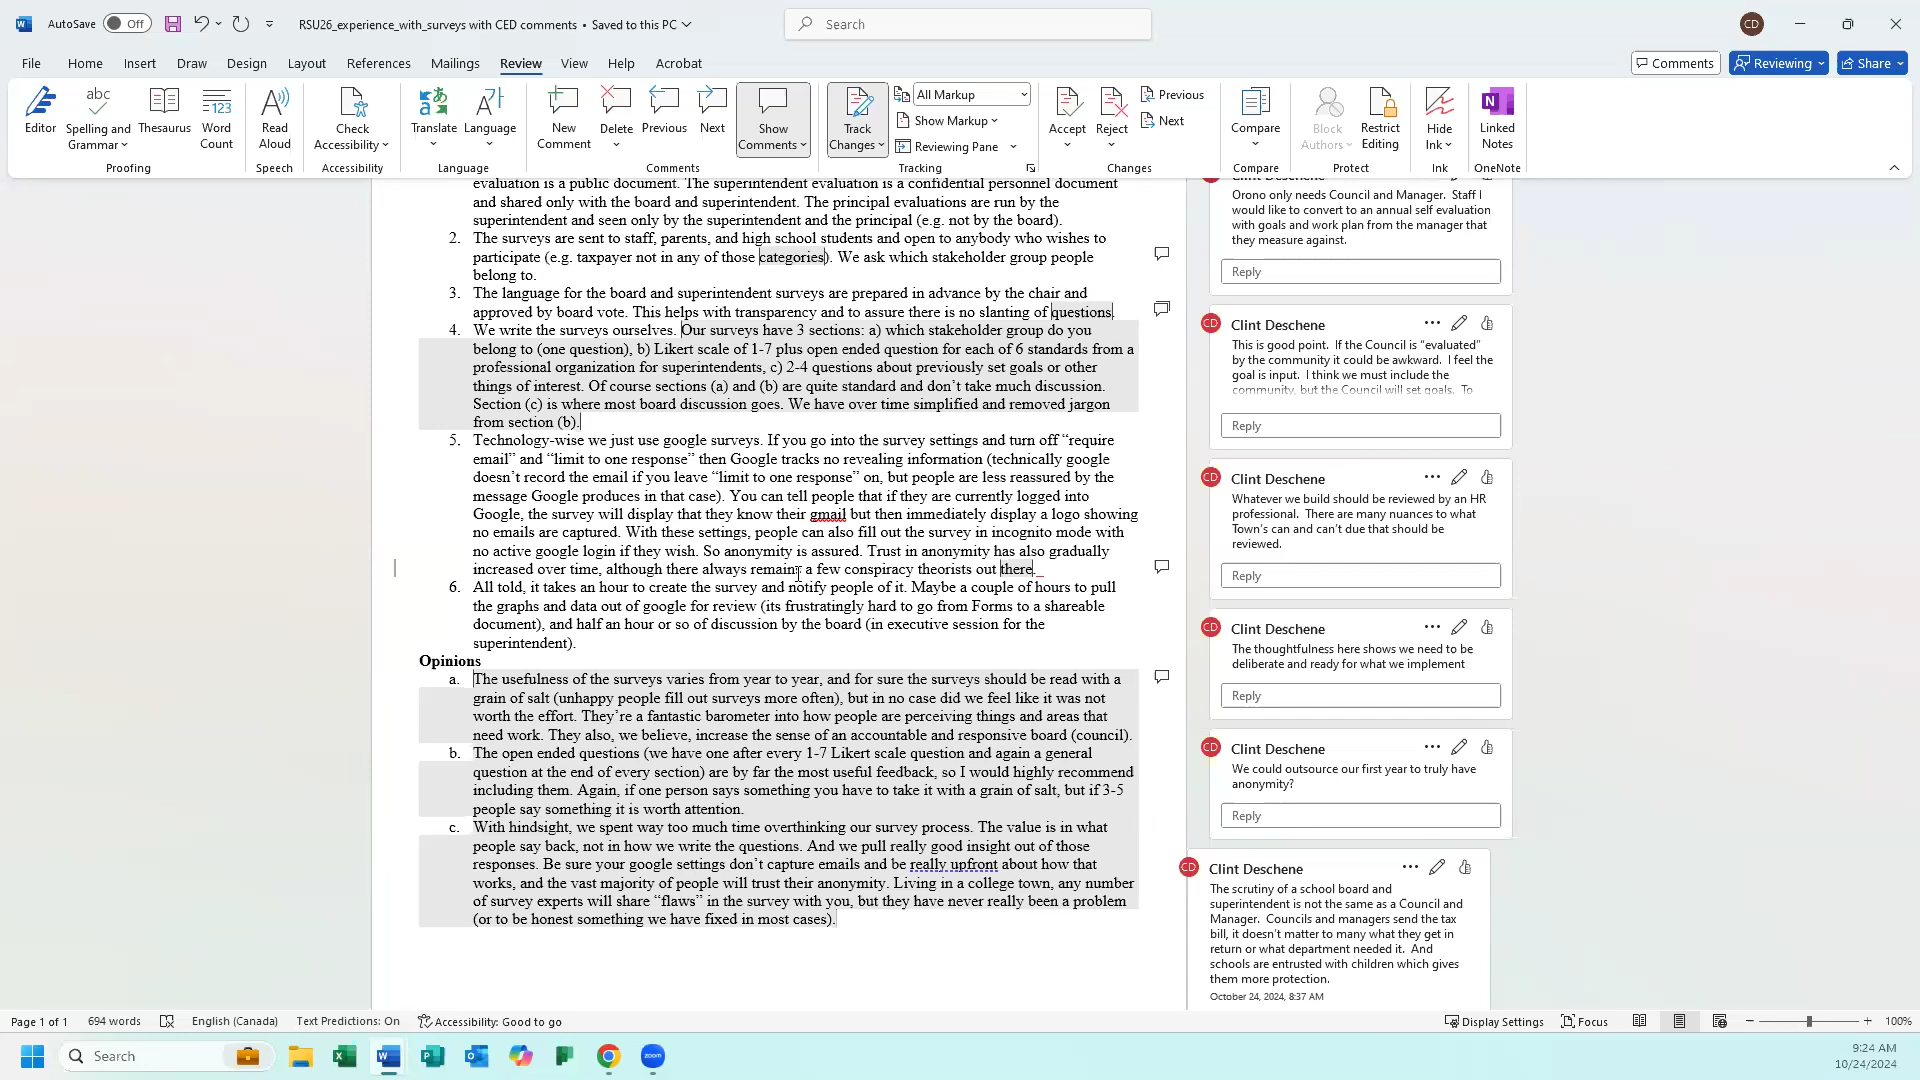 AutoSave Off RSU26_experience_with_surveys with CED comments • Saved to this PC Search CD
File Home Insert Draw Design Layout References Mailings Review View Help Acrobat Comments Reviewing Share
Editor
Spelling and Grammar
Thesaurus
Word Count
Proofing
Read Aloud
Speech
Check Accessibility
Accessibility
Translate
Language
Language
New Comment
Delete
Previous
Next
Show Comments
Comments
Track Changes
All Markup
Show Markup
Reviewing Pane
Tracking
Accept
Reject
Previous
Next
Changes
Compare
Compare
Block Authors
Restrict Editing
Protect
Hide Ink
Ink
Linked Notes
OneNote
evaluation is a public document. The superintendent evaluation is a confidential personnel document
and shared only with the board and superintendent. The principal evaluations are run by the
superintendent and seen only by the superintendent and the principal (e.g. not by the board).
2. The surveys are sent to staff, parents, and high school students and open to anybody who wishes to
participate (e.g. taxpayer not in any of those categories). We ask which stakeholder group people
belong to.
3. The language for the board and superintendent surveys are prepared in advance by the chair and
approved by board vote. This helps with transparency and to assure there is no slanting of questions.
4. We write the surveys ourselves. Our surveys have 3 sections: a) which stakeholder group do you
belong to (one question), b) Likert scale of 1-7 plus open ended question for each of 6 standards from a
professional organization for superintendents, c) 2-4 questions about previously set goals or other
things of interest. Of course sections (a) and (b) are quite standard and don’t take much discussion.
Section (c) is where most board discussion goes. We have over time simplified and removed jargon
from section (b).
5. Technology-wise we just use google surveys. If you go into the survey settings and turn off “require
email” and “limit to one response” then Google tracks no revealing information (technically google
doesn’t record the email if you leave “limit to one response” on, but people are less reassured by the
message Google produces in that case). You can tell people that if they are currently logged into
Google, the survey will display that they know their gmail but then immediately display a logo showing
no emails are captured. With these settings, people can also fill out the survey in incognito mode with
no active google login if they wish. So anonymity is assured. Trust in anonymity has also gradually
increased over time, although there always remains a few conspiracy theorists out there.
6. All told, it takes an hour to create the survey and notify people of it. Maybe a couple of hours to pull
the graphs and data out of google for review (its frustratingly hard to go from Forms to a shareable
document), and half an hour or so of discussion by the board (in executive session for the
superintendent).
Opinions
a. The usefulness of the surveys varies from year to year, and for sure the surveys should be read with a
grain of salt (unhappy people fill out surveys more often), but in no case did we feel like it was not
worth the effort. They’re a fantastic barometer into how people are perceiving things and areas that
need work. They also, we believe, increase the sense of an accountable and responsive board (council).
b. The open ended questions (we have one after every 1-7 Likert scale question and again a general
question at the end of every section) are by far the most useful feedback, so I would highly recommend
including them. Again, if one person says something you have to take it with a grain of salt, but if 3-5
people say something it is worth attention.
c. With hindsight, we spent way too much time overthinking our survey process. The value is in what
people say back, not in how we write the questions. And we pull really good insight out of those
responses. Be sure your google settings don’t capture emails and be really upfront about how that
works, and the vast majority of people will trust their anonymity. Living in a college town, any number
of survey experts will share “flaws” in the survey with you, but they have never really been a problem
(or to be honest something we have fixed in most cases).
Clint Deschene
Orono only needs Council and Manager. Staff I
would like to convert to an annual self evaluation
with goals and work plan from the manager that
they measure against.
Reply
CD Clint Deschene
This is good point. If the Council is “evaluated”
by the community it could be awkward. I feel the
goal is input. I think we must include the
community, but the Council will set goals. To
Reply
CD Clint Deschene
Whatever we build should be reviewed by an HR
professional. There are many nuances to what
Town’s can and can’t due that should be
reviewed.
Reply
CD Clint Deschene
The thoughtfulness here shows we need to be
deliberate and ready for what we implement
Reply
CD Clint Deschene
We could outsource our first year to truly have
anonymity?
Reply
CD Clint Deschene
The scrutiny of a school board and
superintendent is not the same as a Council and
Manager. Councils and managers send the tax
bill, it doesn’t matter to many what they get in
return or what department needed it. And
schools are entrusted with children which gives
them more protection.
October 24, 2024, 8:37 AM
Page 1 of 1 694 words English (Canada) Text Predictions: On Accessibility: Good to go Display Settings Focus 100%
Search
9:24 AM
10/24/2024